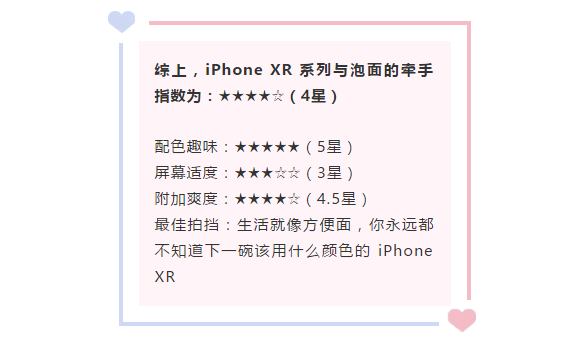 综上，iPhone XR 系列与泡面的牵手
指数为：★★★★☆（4星）
配色趣味：★★★★★（5星）
屏幕适度：★★★☆☆（3星）
附加爽度：★★★★☆（4.5星）
最佳拍挡：生活就像方便面，你永远都
不知道下一碗该用什么颜色的 iPhone
XR